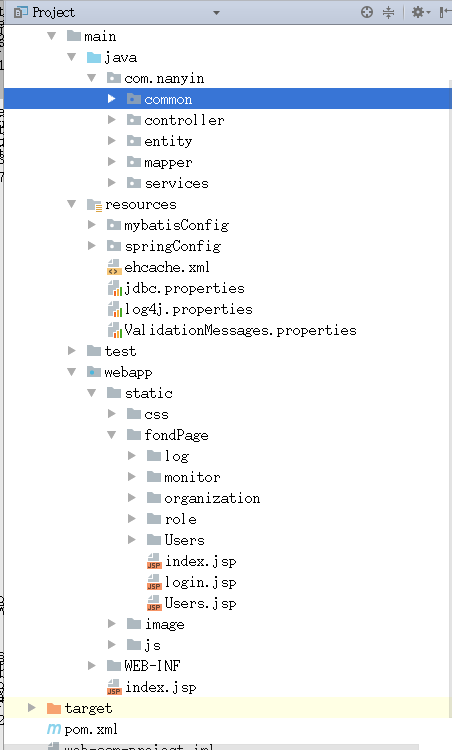 Project
main
java
com.nanyin
common
controller
entity
mapper
services
resources
mybatisConfig
springConfig
ehcache.xml
jdbc.properties
log4j.properties
ValidationMessages.properties
test
webapp
static
css
fondPage
log
monitor
organization
role
Users
index.jsp
login.jsp
Users.jsp
image
js
WEB-INF
index.jsp
target
pom.xml